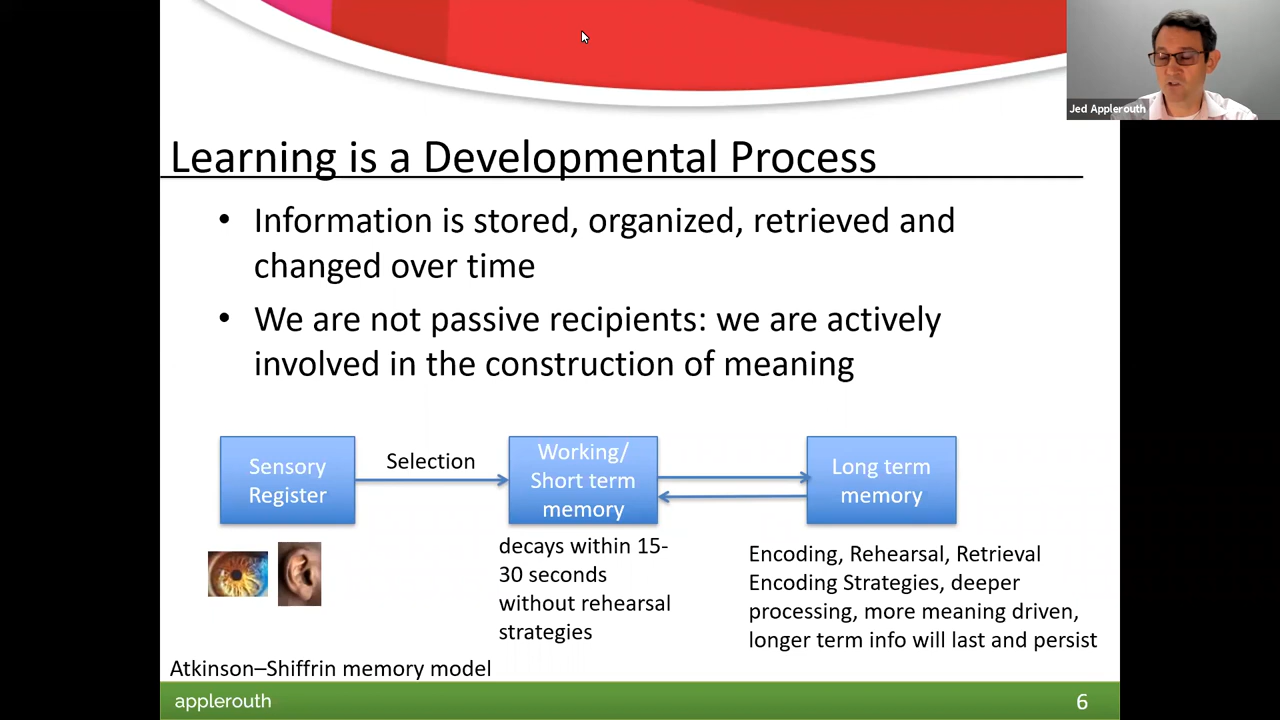 Jed Applerouth
Learning is a Developmental Process
• Information is stored, organized, retrieved and
changed over time
• We are not passive recipients: we are actively
involved in the construction of meaning
Sensory
Register
Selection
Working/
Short term
memory
Long term
memory
decays within 15-
30 seconds
without rehearsal
strategies
Encoding, Rehearsal, Retrieval
Encoding Strategies, deeper
processing, more meaning driven,
longer term info will last and persist
Atkinson–Shiffrin memory model
applerouth
6